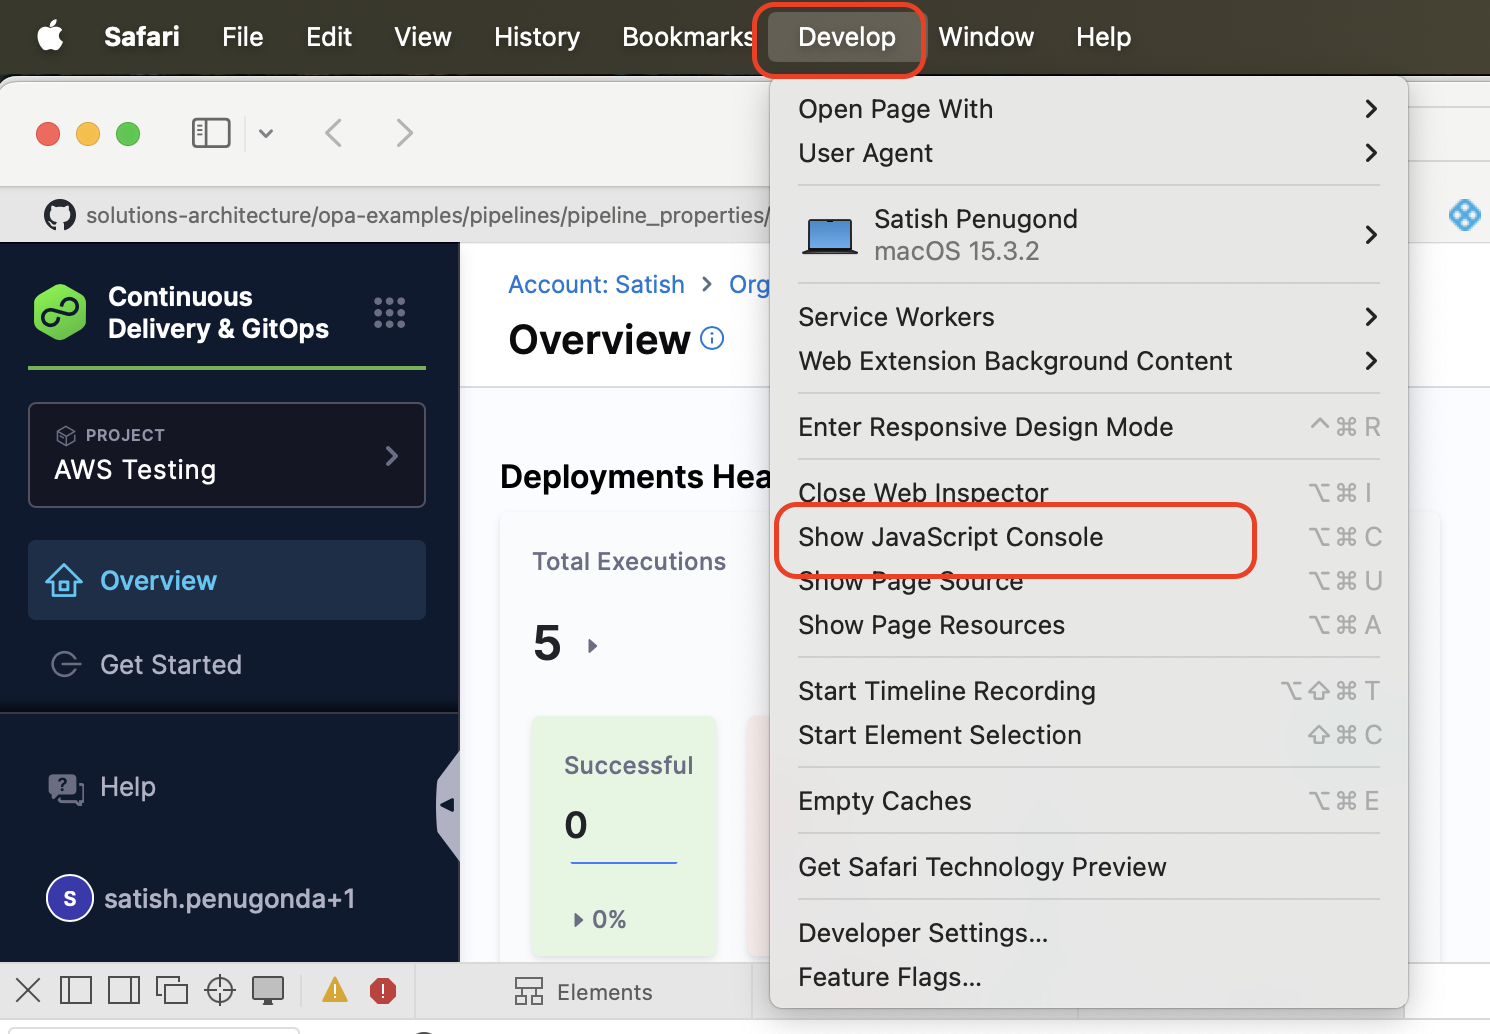 Safari File Edit View History Bookmarks Develop Window Help
solutions-architecture/opa-examples/pipelines/pipeline_properties/
Continuous
Delivery & GitOps
PROJECT
AWS Testing
Overview
Get Started
Help
S satish.penugonda+1
Account: Satish > Org
Overview
Deployments Hea
Total Executions
5
Successful
0
0%
Elements
Open Page With
User Agent
Satish Penugond
macOS 15.3.2
Service Workers
Web Extension Background Content
Enter Responsive Design Mode ⌃⌘R
Close Web Inspector ⌥⌘I
Show JavaScript Console ⌥⌘C
Show Page Source ⌥⌘U
Show Page Resources ⌥⌘A
Start Timeline Recording ⌥⇧⌘T
Start Element Selection ⇧⌘C
Empty Caches ⌥⌘E
Get Safari Technology Preview
Developer Settings...
Feature Flags...